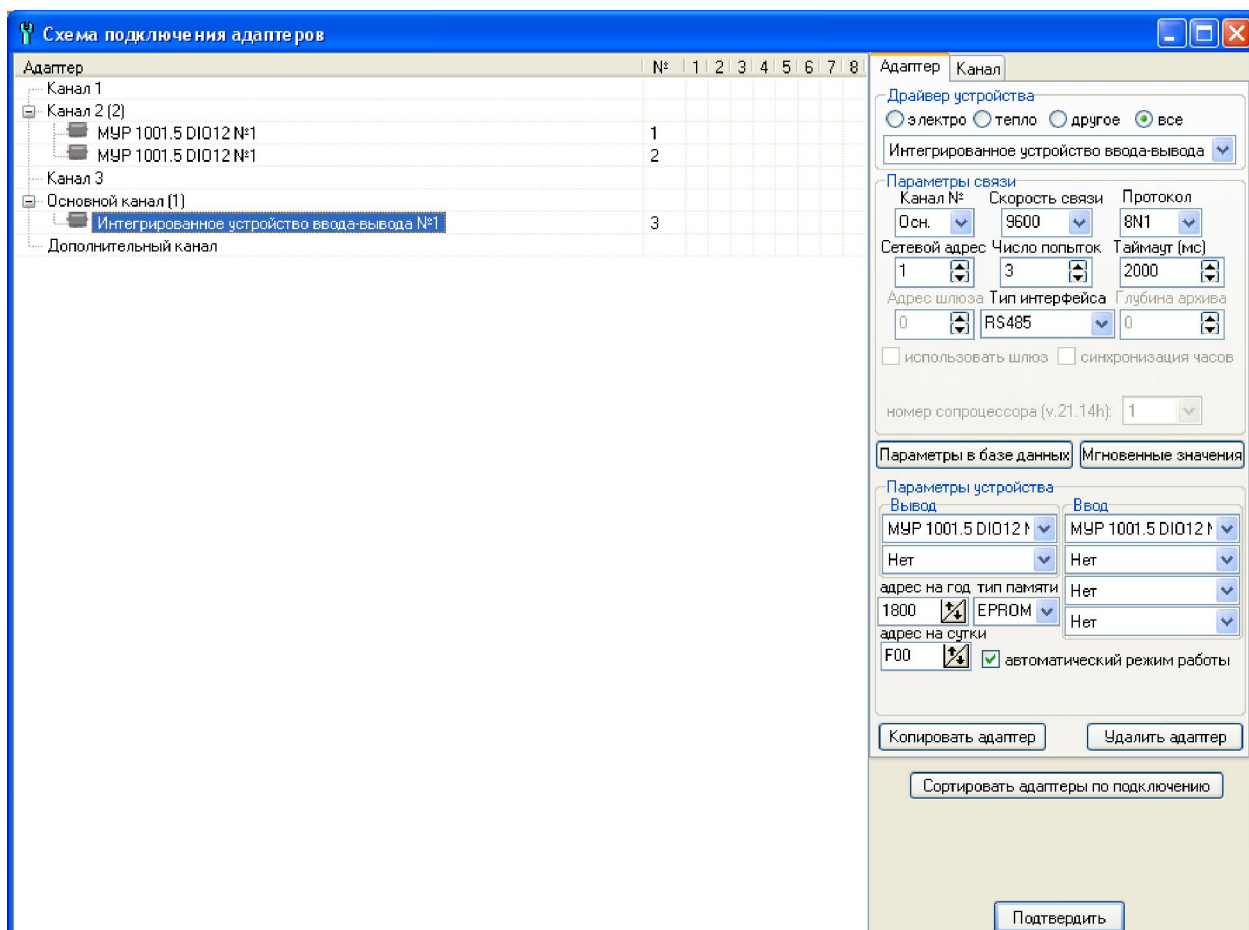 Схема подключения адаптеров
Адаптер № 1 2 3 4 5 6 7 8
Канал 1
Канал 2 (2)
МУР 1001.5 DIO12 №1 1
МУР 1001.5 DIO12 №1 2
Канал 3
Основной канал (1)
Интегрированное устройство ввода-вывода №1 3
Дополнительный канал
Адаптер Канал
Драйвер устройства
электро тепло другое все
Интегрированное устройство ввода-вывода
Параметры связи
Канал № Скорость связи Протокол
Осн. 9600 8N1
Сетевой адрес Число попыток Таймаут (мс)
1 3 2000
Адрес шлюза Тип интерфейса Глубина архива
0 RS485 0
использовать шлюз синхронизация часов
номер сопроцессора (v.21.14h): 1
Параметры в базе данных Мгновенные значения
Параметры устройства
Вывод Ввод
МУР 1001.5 DIO12 МУР 1001.5 DIO12
Нет Нет
адрес на год тип памяти Нет
1800 EPROM Нет
адрес на сутки
F00 автоматический режим работы
Копировать адаптер Удалить адаптер
Сортировать адаптеры по подключению
Подтвердить